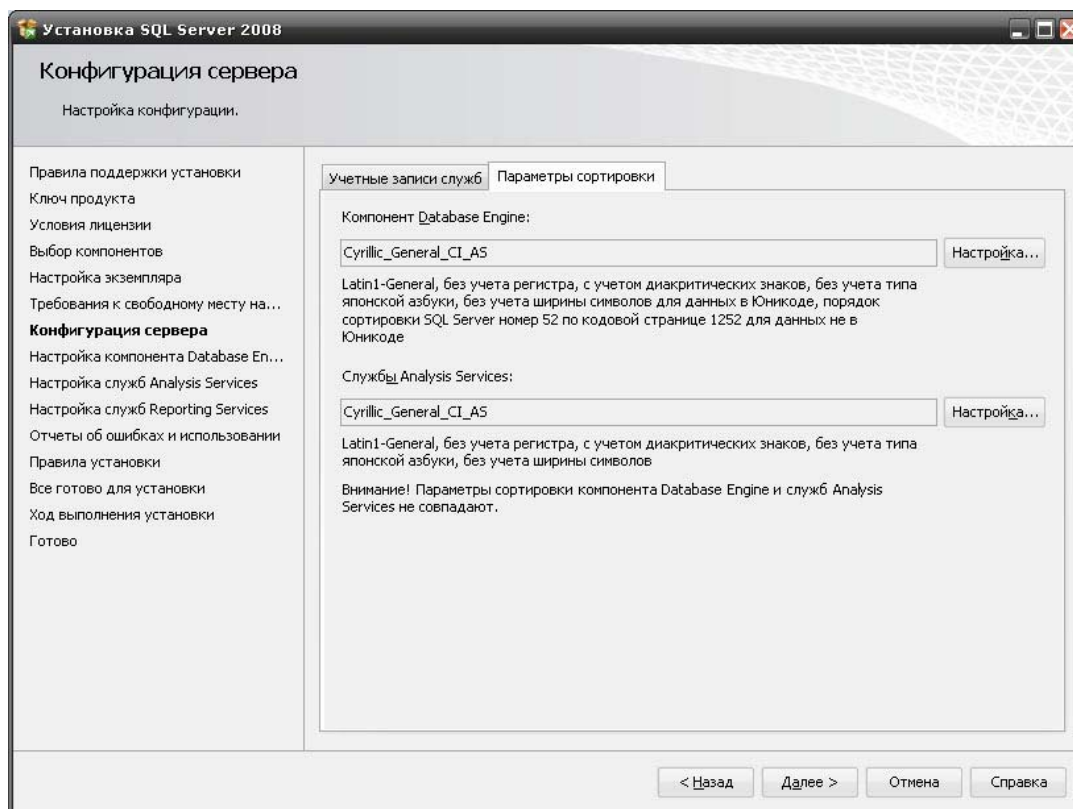 Установка SQL Server 2008
Конфигурация сервера
Настройка конфигурации.
Правила поддержки установки
Ключ продукта
Условия лицензии
Выбор компонентов
Настройка экземпляра
Требования к свободному месту на...
Конфигурация сервера
Настройка компонента Database En...
Настройка служб Analysis Services
Настройка служб Reporting Services
Отчеты об ошибках и использовании
Правила установки
Все готово для установки
Ход выполнения установки
Готово
Учетные записи служб
Параметры сортировки
Компонент Database Engine:
Cyrillic_General_CI_AS
Настройка...
Latin1-General, без учета регистра, с учетом диакритических знаков, без учета типа
японской азбуки, без учета ширины символов для данных в Юникоде, порядок
сортировки SQL Server номер 52 по кодовой странице 1252 для данных не в
Юникоде
Службы Analysis Services:
Cyrillic_General_CI_AS
Настройка...
Latin1-General, без учета регистра, с учетом диакритических знаков, без учета типа
японской азбуки, без учета ширины символов
Внимание! Параметры сортировки компонента Database Engine и служб Analysis
Services не совпадают.
< Назад
Далее >
Отмена
Справка